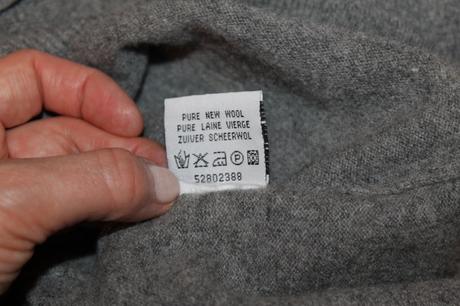 PURE NEW WOOL
PURE LAINE VIERGE
ZUIVER SCHEERWOL
P
52802388